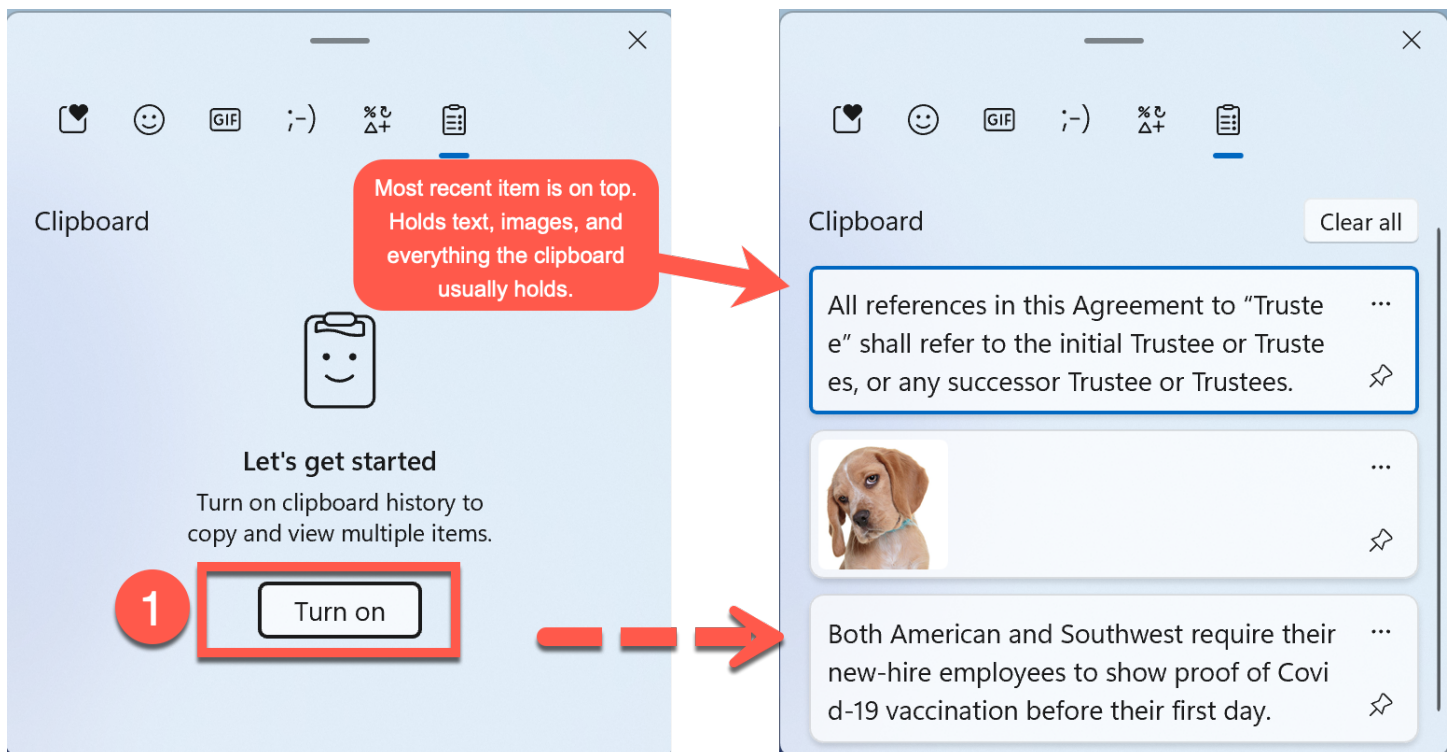 GIF
;-)
Clipboard
Most recent item is on top.
Holds text, images, and
everything the clipboard
usually holds.
Let's get started
Turn on clipboard history to
copy and view multiple items.
1
Turn on
GIF
;-)
Clipboard
Clear all
All references in this Agreement to “Truste
e” shall refer to the initial Trustee or Truste
es, or any successor Trustee or Trustees.
Both American and Southwest require their
new-hire employees to show proof of Covi
d-19 vaccination before their first day.